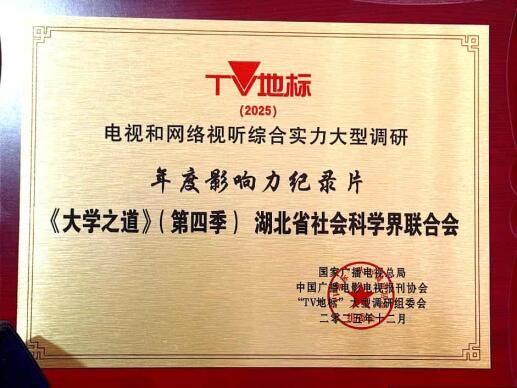 TV地标
(2025)
电视和网络视听综合实力大型调研
年度影响力纪录片
《大学之道》(第四季) 湖北省社会科学界联合会
国家广播电视总局
中国广播电影电视报刊协会
“TV地标”大型调研组委会
二〇二五年十二月